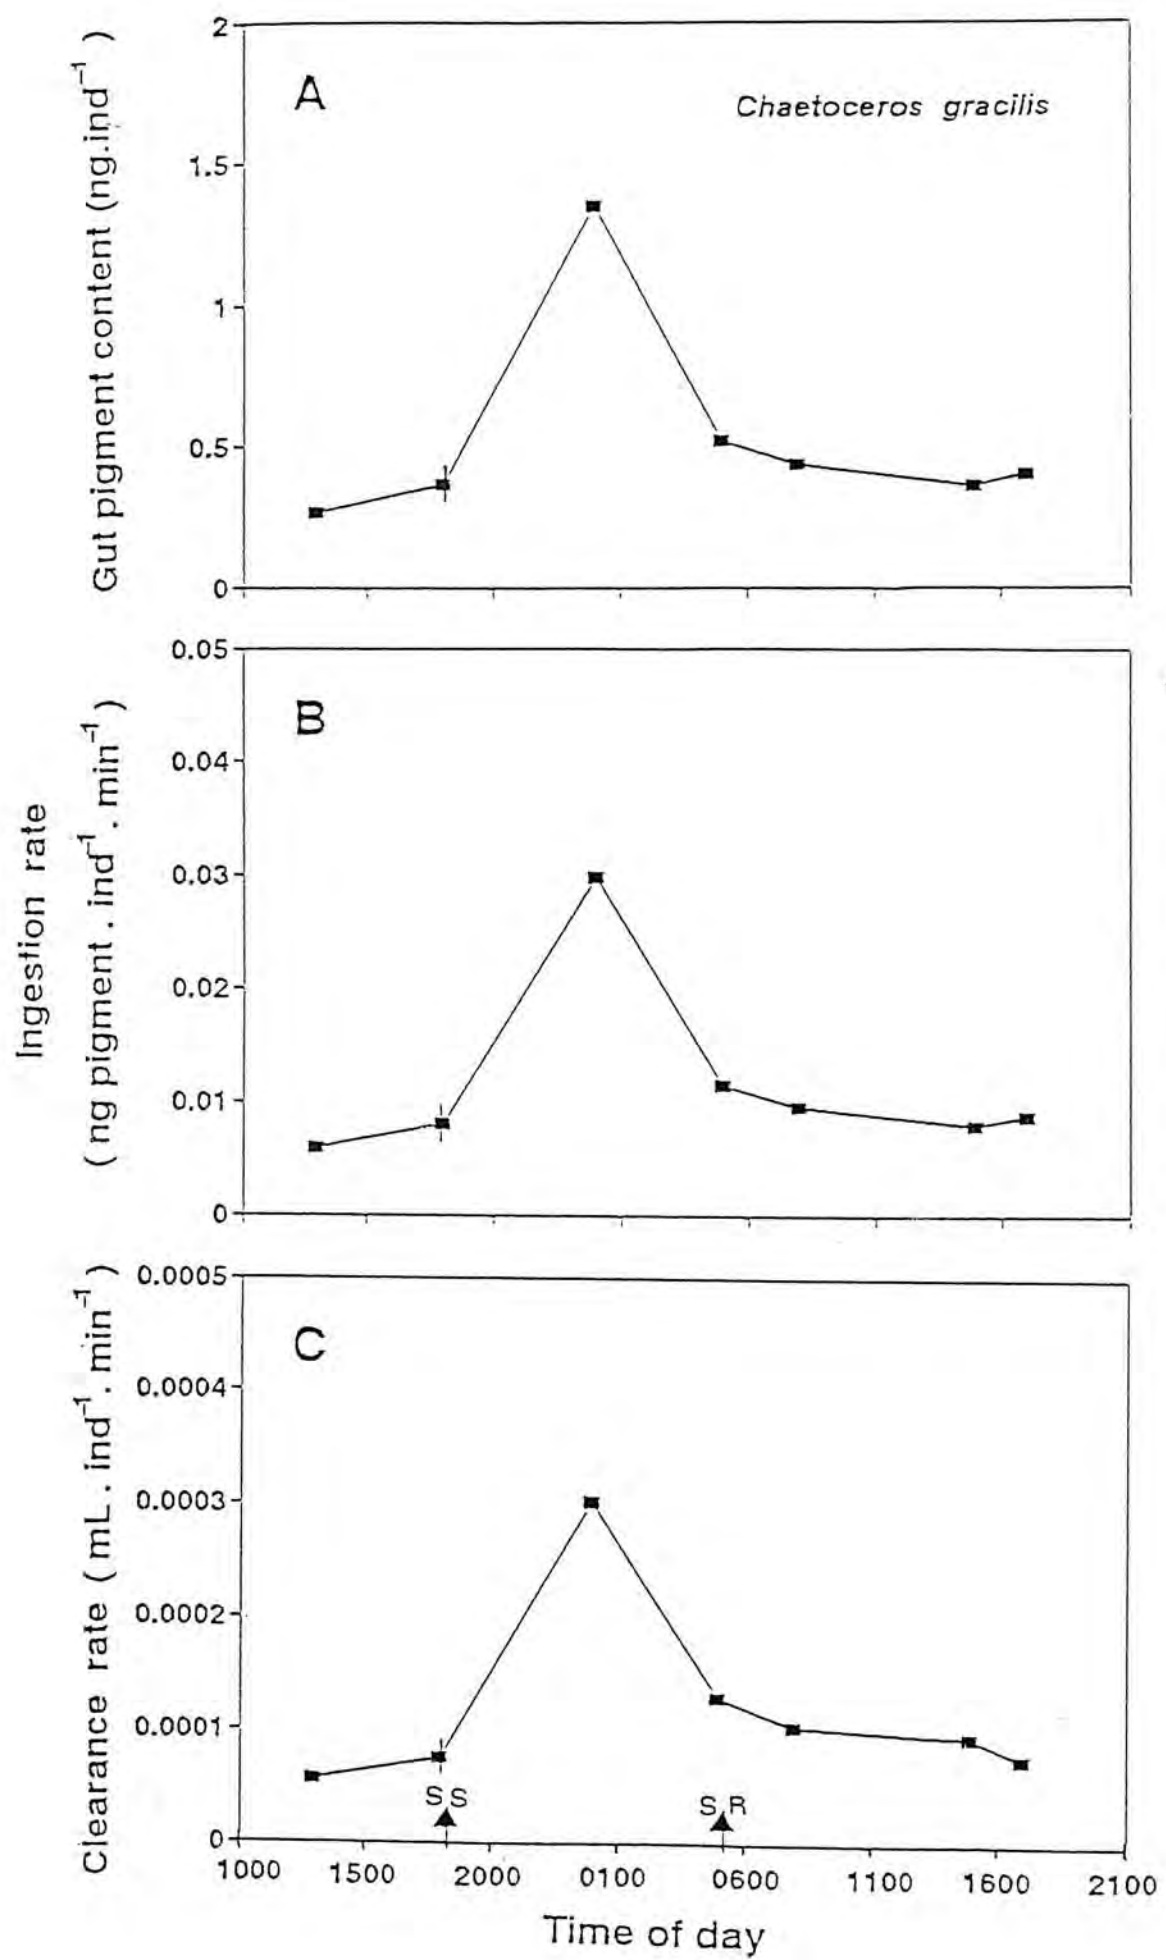 2
A
Chaetoceros gracilis
1.5
1
0.5
0
Gut pigment content (ng.ind⁻¹)
0.05
B
0.04
0.03
0.02
0.01
0
Ingestion rate
(ng pigment . ind⁻¹ . min⁻¹)
0.0005
C
0.0004
0.0003
0.0002
0.0001
0
Clearance rate (mL . ind⁻¹ . min⁻¹)
SS
SR
1000 1500 2000 0100 0600 1100 1600 2100
Time of day